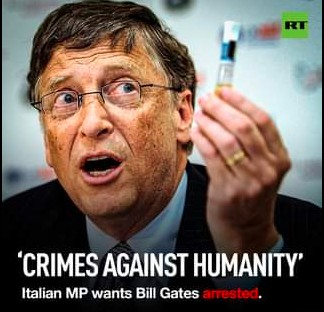 RT
'CRIMES AGAINST HUMANITY'
Italian MP wants Bill Gates arrested.